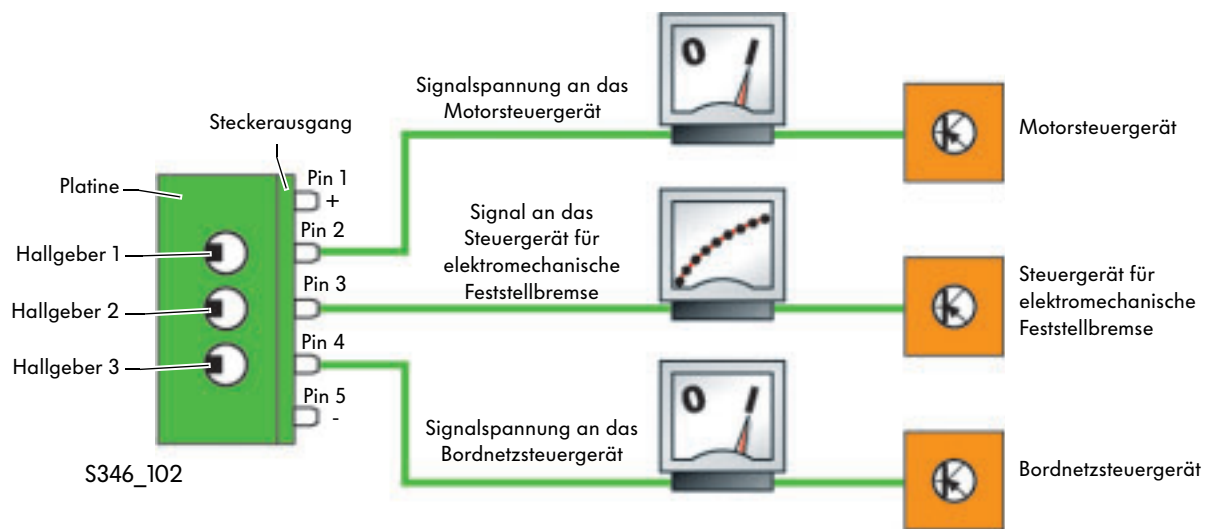 Signalspannung an das
Motorsteuergerät
0 I
Motorsteuergerät
Steckerausgang
Platine
Pin 1
+
Pin 2
Hallgeber 1
Signal an das
Steuergerät für
elektromechanische
Feststellbremse
Pin 3
Hallgeber 2
Steuergerät für
elektromechanische
Feststellbremse
Pin 4
Hallgeber 3
Pin 5
-
Signalspannung an das
Bordnetzsteuergerät
0 I
Bordnetzsteuergerät
S346_102